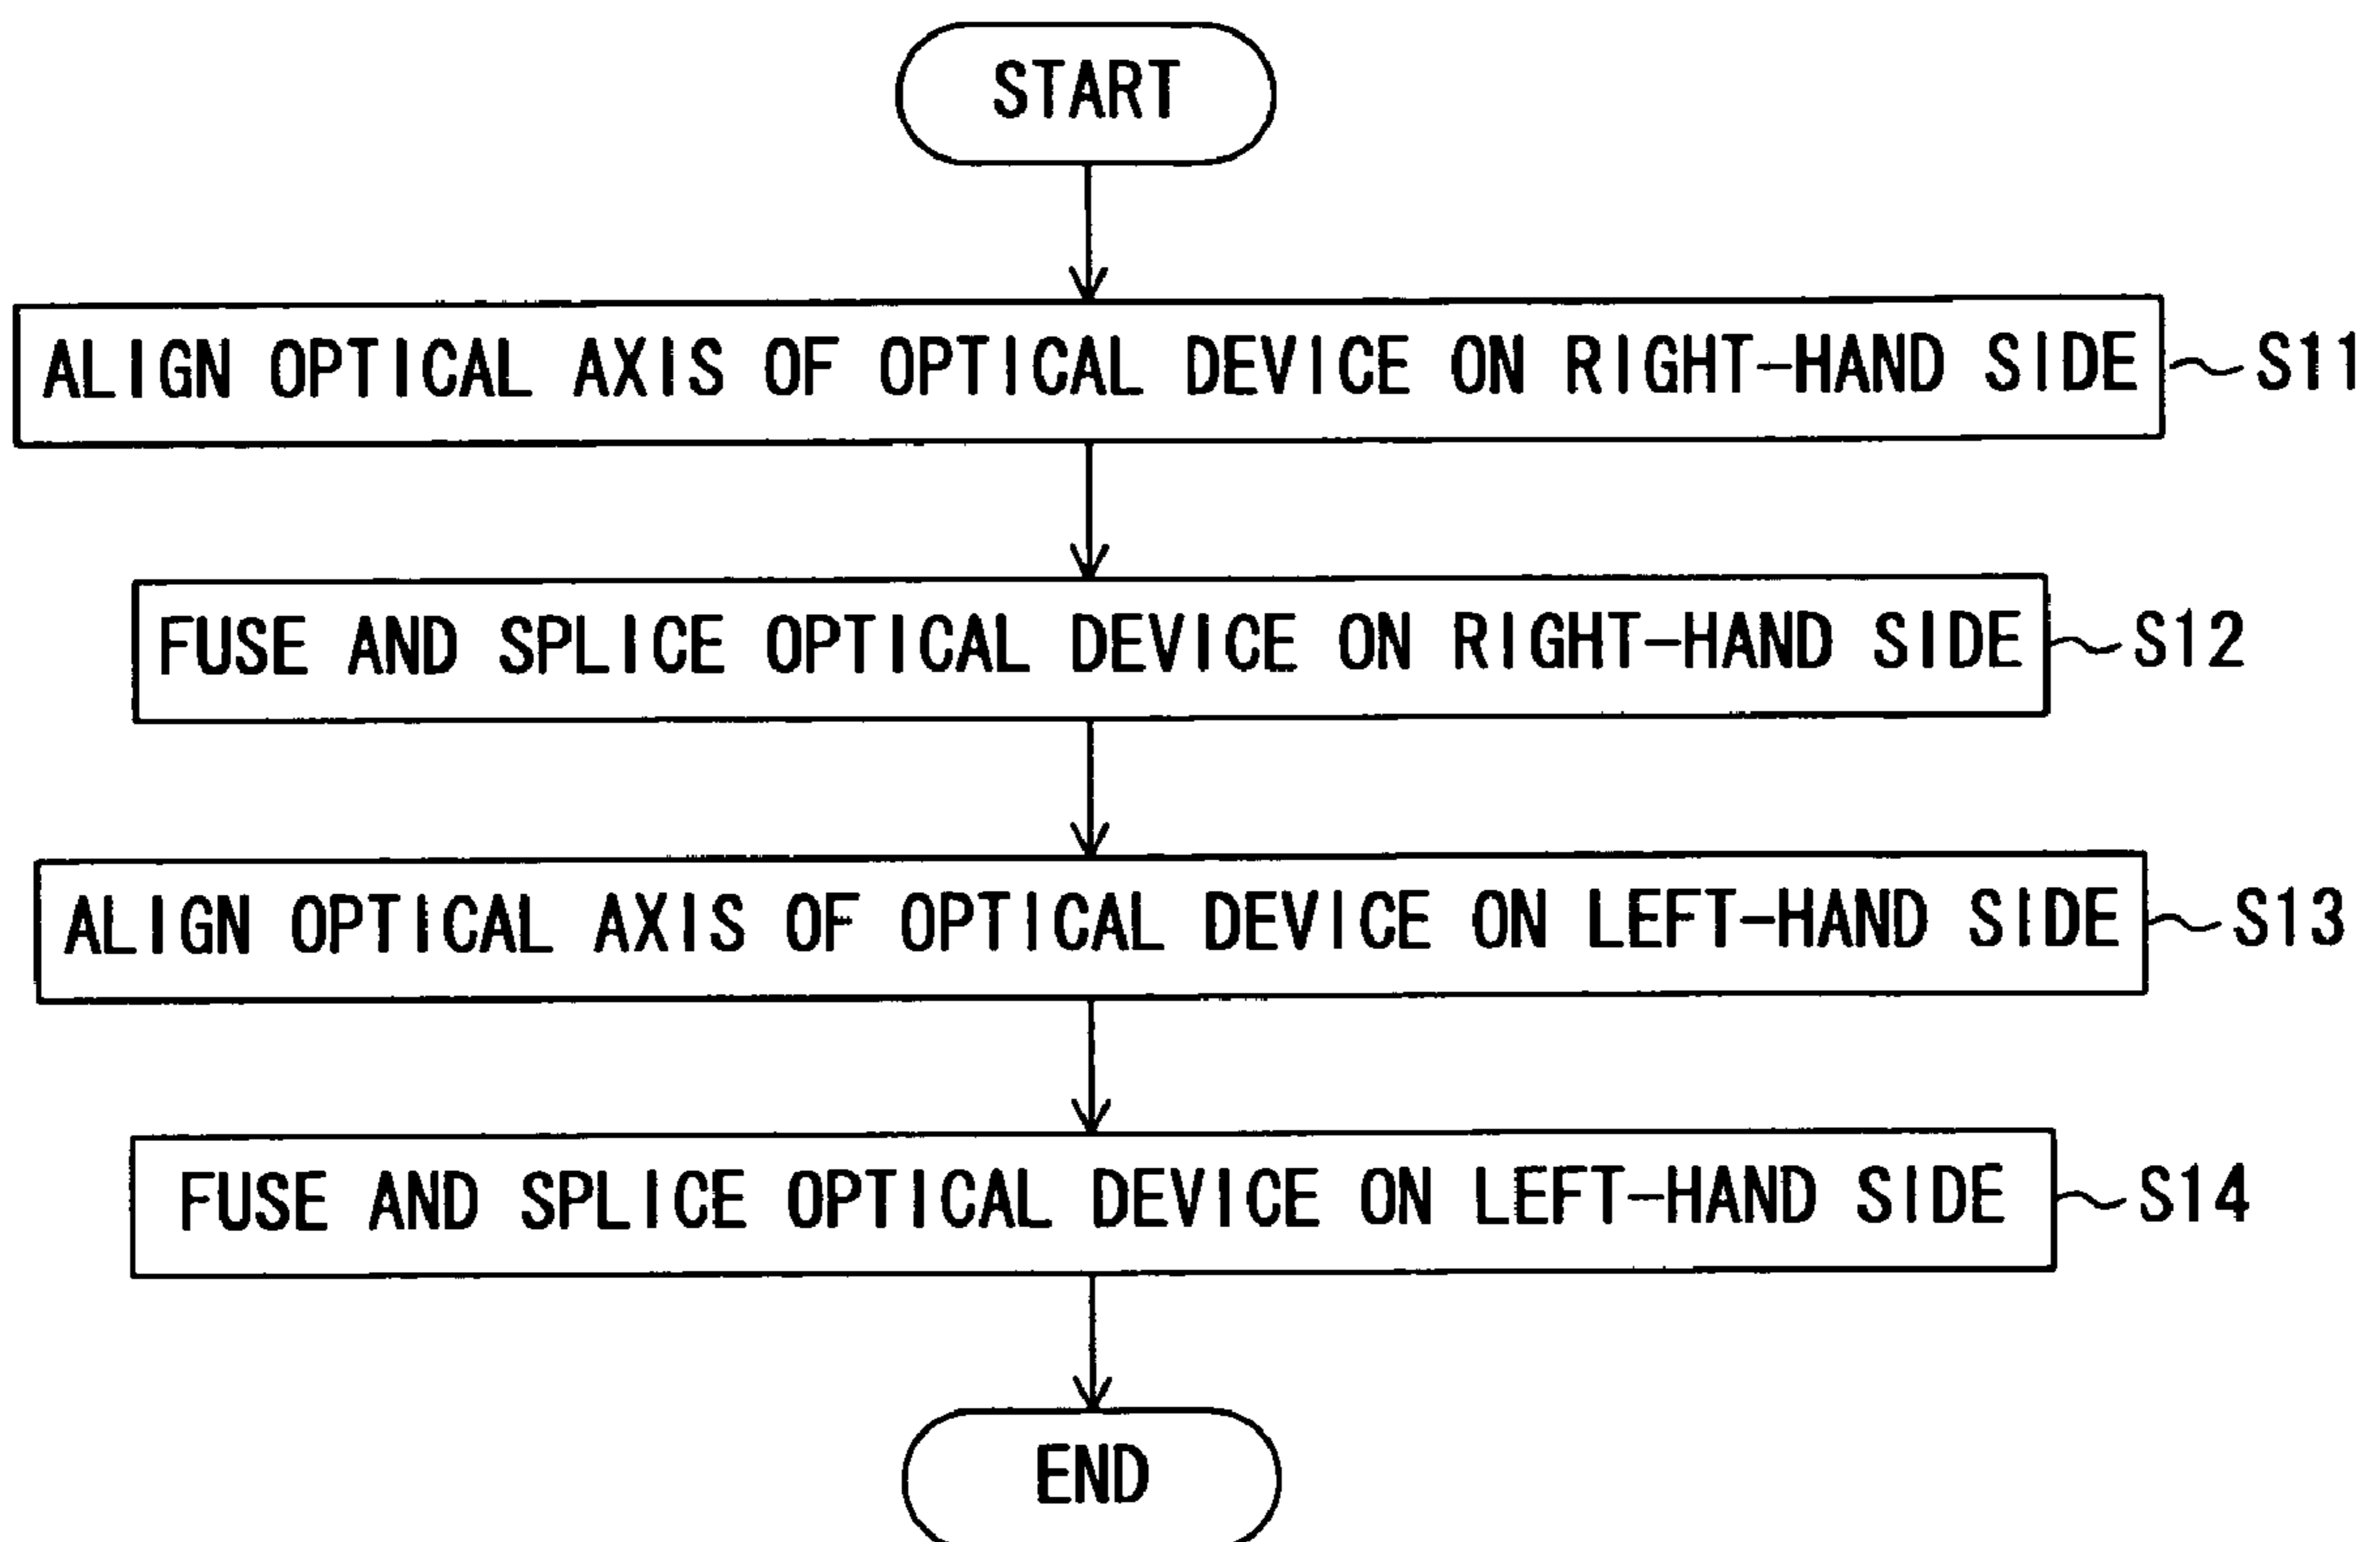 START
ALIGN OPTICAL AXIS OF OPTICAL DEVICE ON RIGHT-HAND SIDE S11
FUSE AND SPLICE OPTICAL DEVICE ON RIGHT-HAND SIDE S12
ALIGN OPTICAL AXIS OF OPTICAL DEVICE ON LEFT-HAND SIDE S13
FUSE AND SPLICE OPTICAL DEVICE ON LEFT-HAND SIDE S14
END